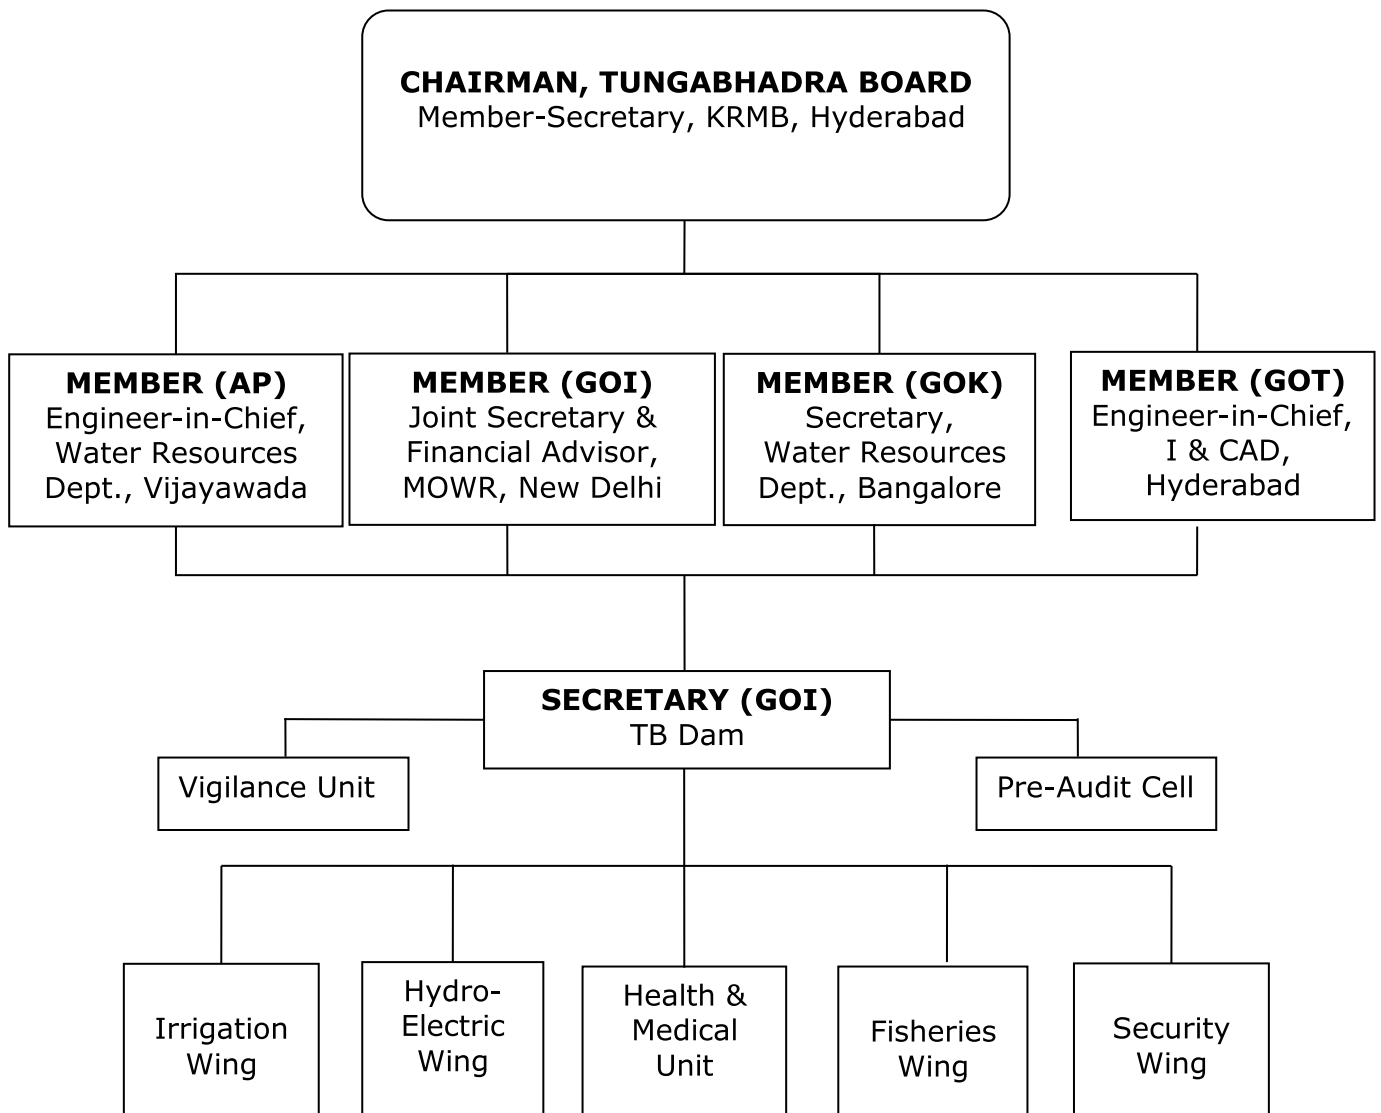 CHAIRMAN, TUNGABHADRA BOARD
Member-Secretary, KRMB, Hyderabad
MEMBER (AP)
Engineer-in-Chief,
Water Resources
Dept., Vijayawada
MEMBER (GOI)
Joint Secretary &
Financial Advisor,
MOWR, New Delhi
MEMBER (GOK)
Secretary,
Water Resources
Dept., Bangalore
MEMBER (GOT)
Engineer-in-Chief,
I & CAD,
Hyderabad
SECRETARY (GOI)
TB Dam
Vigilance Unit
Pre-Audit Cell
Irrigation
Wing
Hydro-
Electric
Wing
Health &
Medical
Unit
Fisheries
Wing
Security
Wing